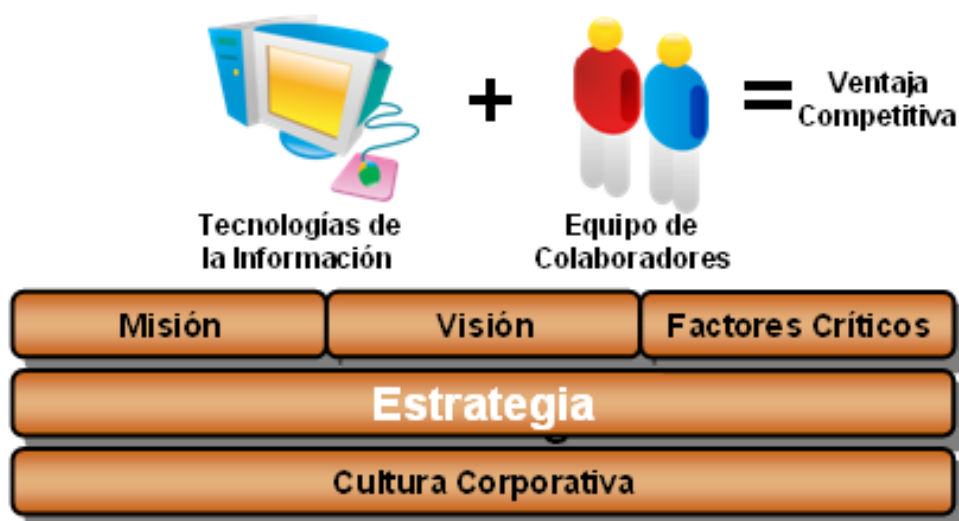 +
=
Ventaja
Competitiva
Tecnologías de
la Información
Equipo de
Colaboradores
Misión
Visión
Factores Críticos
Estrategia
Cultura Corporativa